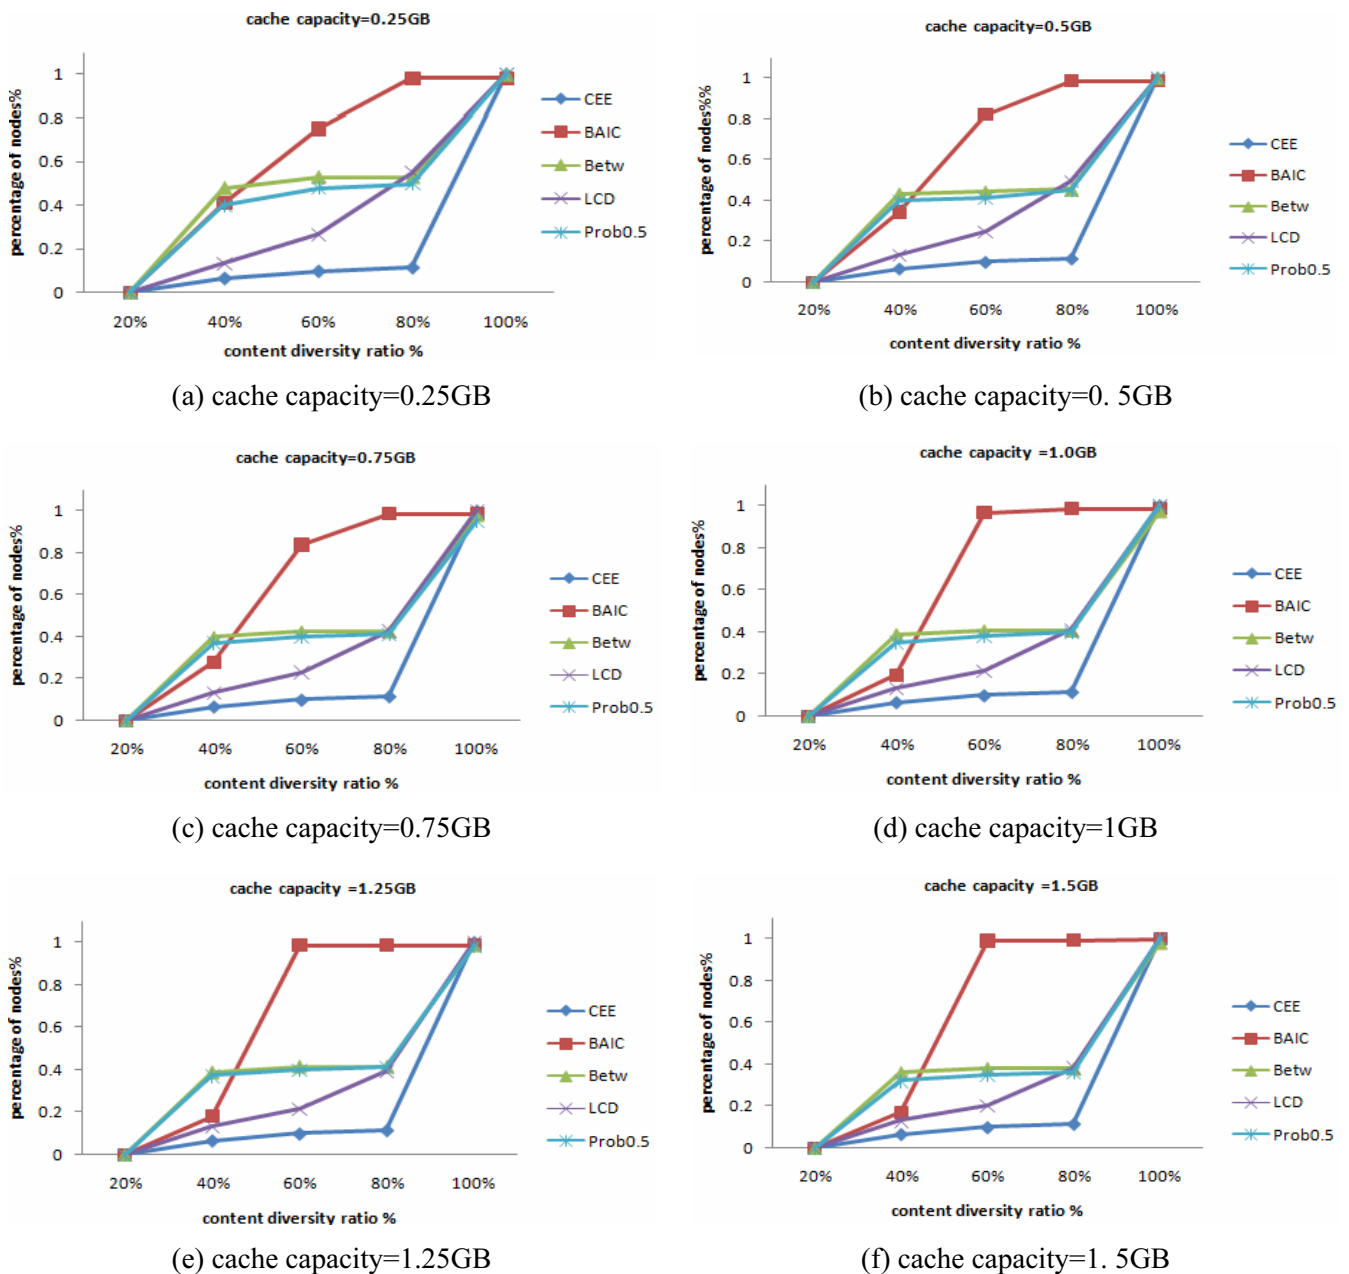 cache capacity=0.25GB
percentage of nodes%
1
0.8
0.6
0.4
0.2
0
20%
40%
60%
80%
100%
content diversity ratio %
CEE
BAIC
Betw
LCD
Prob0.5
(a) cache capacity=0.25GB
cache capacity=0.5GB
percentage of nodes%%
1
0.8
0.6
0.4
0.2
0
20%
40%
60%
80%
100%
content diversity ratio %
CEE
BAIC
Betw
LCD
Prob0.5
(b) cache capacity=0. 5GB
cache capacity=0.75GB
percentage of nodes%
1
0.8
0.6
0.4
0.2
0
20%
40%
60%
80%
100%
content diversity ratio %
CEE
BAIC
Betw
LCD
Prob0.5
(c) cache capacity=0.75GB
cache capacity =1.0GB
percentage of nodes%
1
0.8
0.6
0.4
0.2
0
20%
40%
60%
80%
100%
content diversity ratio %
CEE
BAIC
Betw
LCD
Prob0.5
(d) cache capacity=1GB
cache capacity =1.25GB
percentage of nodes%
1
0.8
0.6
0.4
0.2
0
20%
40%
60%
80%
100%
content diversity ratio %
CEE
BAIC
Betw
LCD
Prob0.5
(e) cache capacity=1.25GB
cache capacity =1.5GB
percentage of nodes%
1
0.8
0.6
0.4
0.2
0
20%
40%
60%
80%
100%
content diversity ratio %
CEE
BAIC
Betw
LCD
Prob0.5
(f) cache capacity=1. 5GB